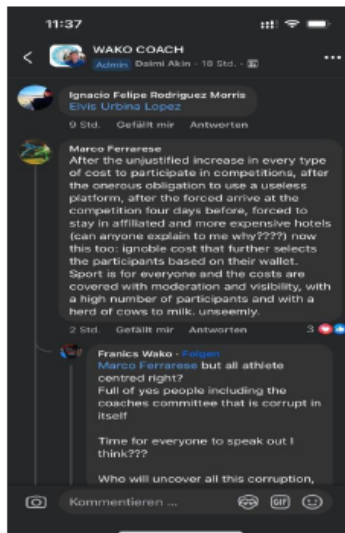 11:37
WAKO COACH
Admin Daimi Akin · 18 Std. ·
Ignacio Felipe Rodriguez Morris
Elvis Urbina Lopez
9 Std. Gefällt mir Antworten
Marco Ferrarese
After the unjustified increase in every type
of cost to participate in competitions, after
the onerous obligation to use a useless
platform, after the forced arrive at the
competition four days before, forced to
stay in affiliated and more expensive hotels
(can anyone explain to me why????) now
this too: ignoble cost that further selects
the participants based on their wallet.
Sport is for everyone and the costs are
covered with moderation and visibility, with
a high number of participants and with a
herd of cows to milk. unseemly.
2 Std. Gefällt mir Antworten 3
Franics Wako · Folgen
Marco Ferrarese but all athlete
centred right?
Full of yes people including the
coaches committee that is corrupt in
itself
Time for everyone to speak out I
think???
Who will uncover all this corruption,
Kommentieren ...
GIF